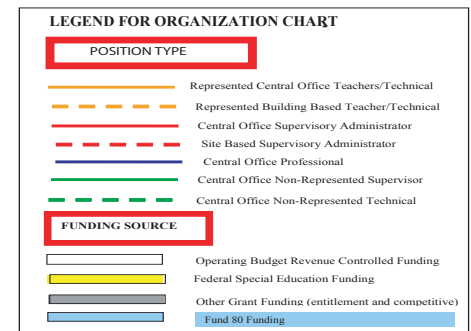 LEGEND FOR ORGANIZATION CHART
POSITION TYPE
Represented Central Office Teachers/Technical
Represented Building Based Teacher/Technical
Central Office Supervisory Administrator
Site Based Supervisory Administrator
Central Office Professional
Central Office Non-Represented Supervisor
Central Office Non-Represented Technical
FUNDING SOURCE
Operating Budget Revenue Controlled Funding
Federal Special Education Funding
Other Grant Funding (entitlement and competitive)
Fund 80 Funding